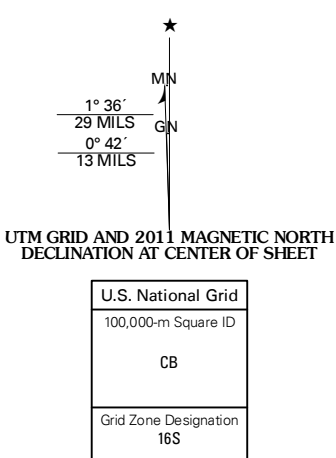 ★
MN
1° 36´
29 MILS
GN
0° 42´
13 MILS
UTM GRID AND 2011 MAGNETIC NORTH
DECLINATION AT CENTER OF SHEET
U.S. National Grid
100,000-m Square ID
CB
Grid Zone Designation
16S